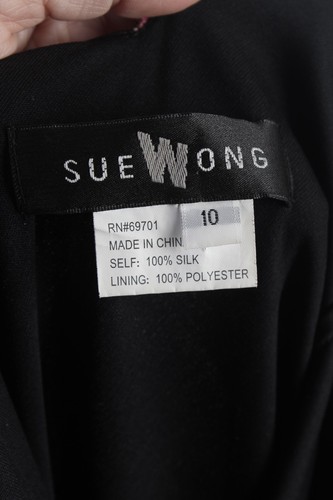 SUE WONG
RN#69701
10
MADE IN CHIN
SELF: 100% SILK
LINING: 100% POLYESTER